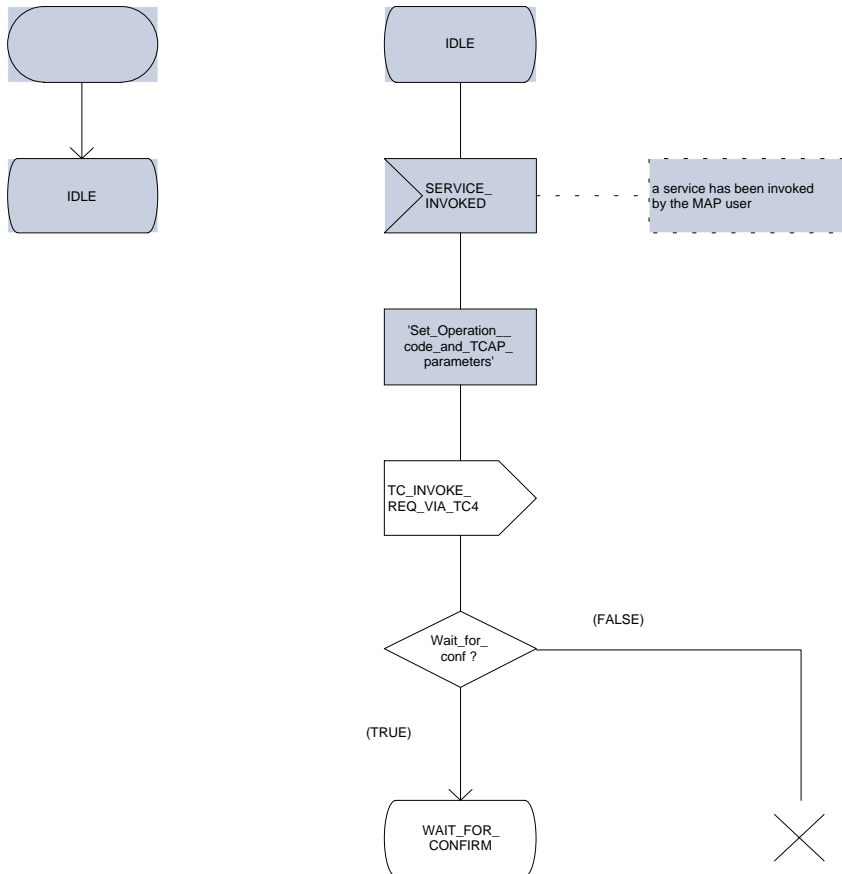 IDLE
IDLE
SERVICE_
INVOKED
a service has been invoked
by the MAP user
'Set_Operation__
code_and_TCAP_
parameters'
TC_INVOKE_
REQ_VIA_TC4
(FALSE)
Wait_for_
conf ?
(TRUE)
WAIT_FOR_
CONFIRM